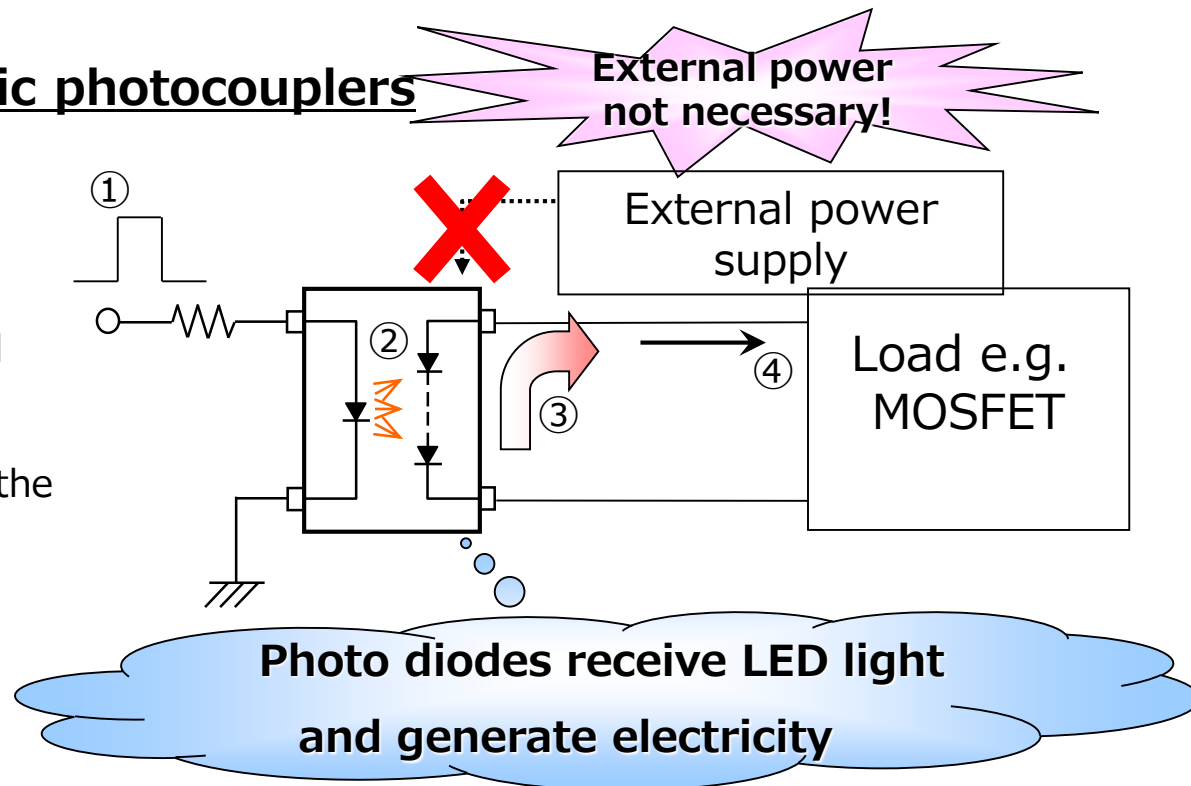 ic photocouplers
External power
not necessary!
①
External power
supply
②
③
④
Load e.g.
MOSFET
the
Photo diodes receive LED light
and generate electricity